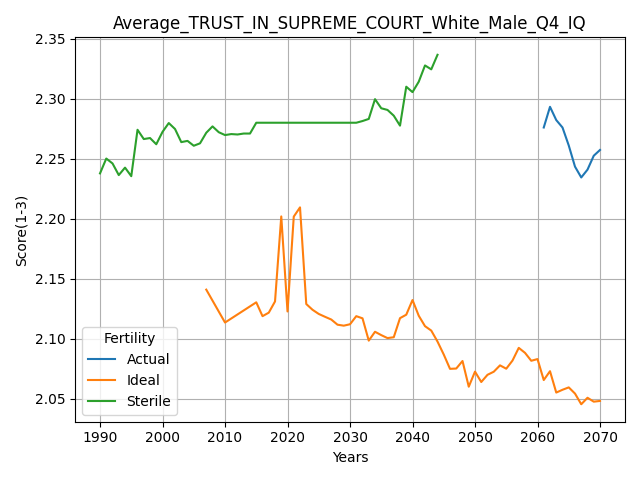 Average_TRUST_IN_SUPREME_COURT_White_Male_Q4_IQ
2.35
2.30
2.25
2.20
2.15
2.10
2.05
Score(1-3)
Fertility
Actual
Ideal
Sterile
1990 2000 2010 2020 2030 2040 2050 2060 2070
Years